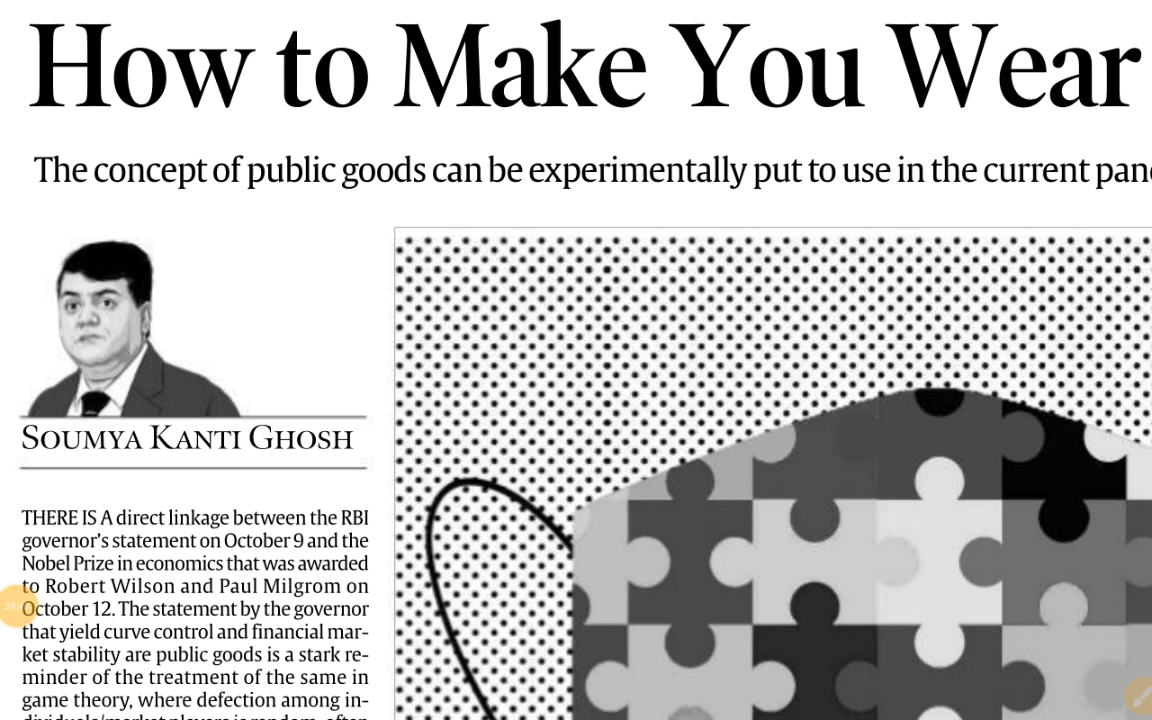 How to Make You Wear
The concept of public goods can be experimentally put to use in the current
SOUMYA KANTI GHOSH
THERE IS A direct linkage between the RBI
governor's statement on October 9 and the
Nobel Prize in economics that was awarded
to Robert Wilson and Paul Milgrom on
October 12. The statement by the governor
that yield curve control and financial mar-
ket stability are public goods is a stark re-
minder of the treatment of the same in
game theory, where defection among in-